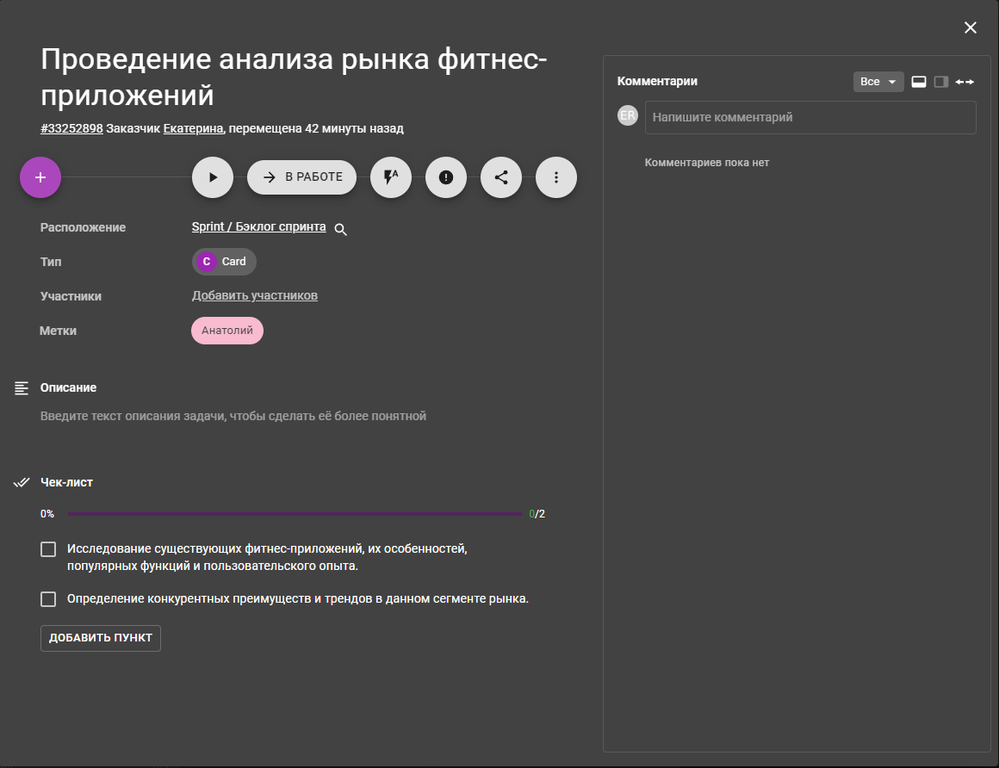 Проведение анализа рынка фитнес-
приложений
#33252898 Заказчик Екатерина, перемещена 42 минуты назад
В РАБОТЕ
A
Расположение
Sprint / Бэклог спринта
Тип
C Card
Участники
Добавить участников
Метки
Анатолий
Описание
Введите текст описания задачи, чтобы сделать её более понятной
Чек-лист
0%
0/2
Исследование существующих фитнес-приложений, их особенностей,
популярных функций и пользовательского опыта.
Определение конкурентных преимуществ и трендов в данном сегменте рынка.
ДОБАВИТЬ ПУНКТ
Комментарии
Все
ER
Напишите комментарий
Комментариев пока нет